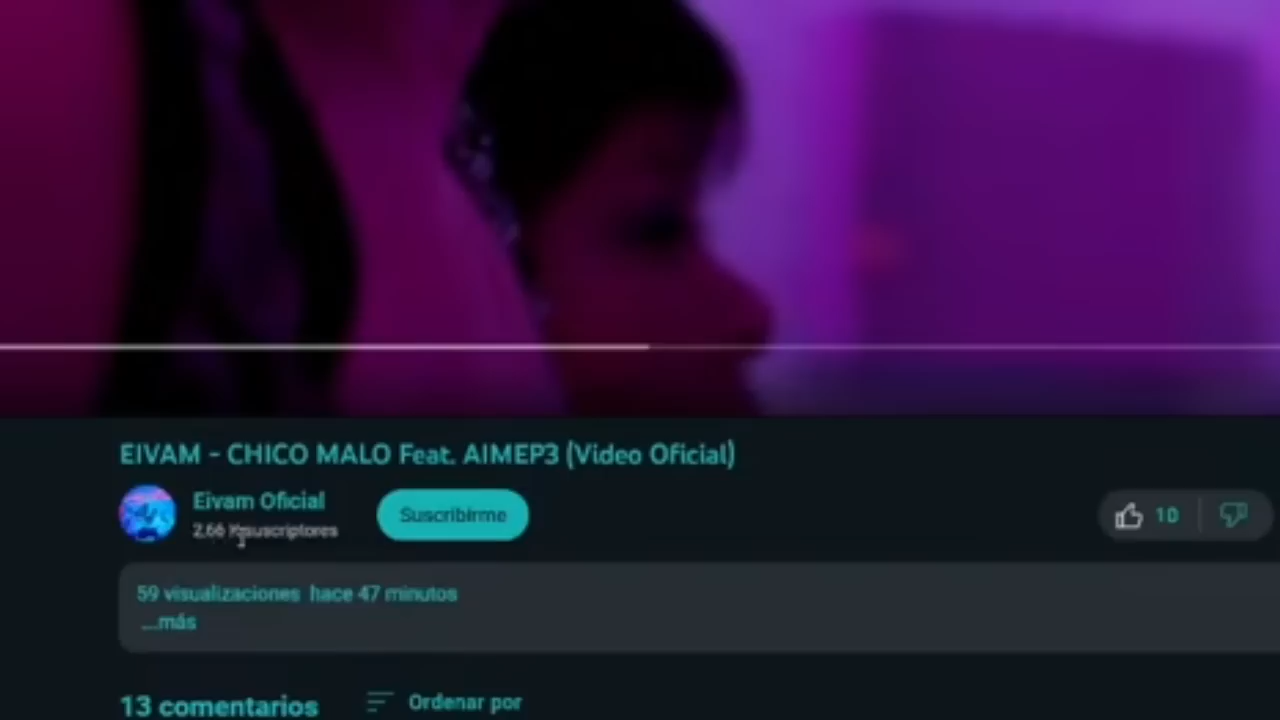 EIVAM - CHICO MALO Feat. AIMEP3 (Video Oficial)
Eivam Oficial
Suscribirme
10
2,66 suscriptores
59 visualizaciones hace 47 minutos
...más
13 comentarios
Ordenar por